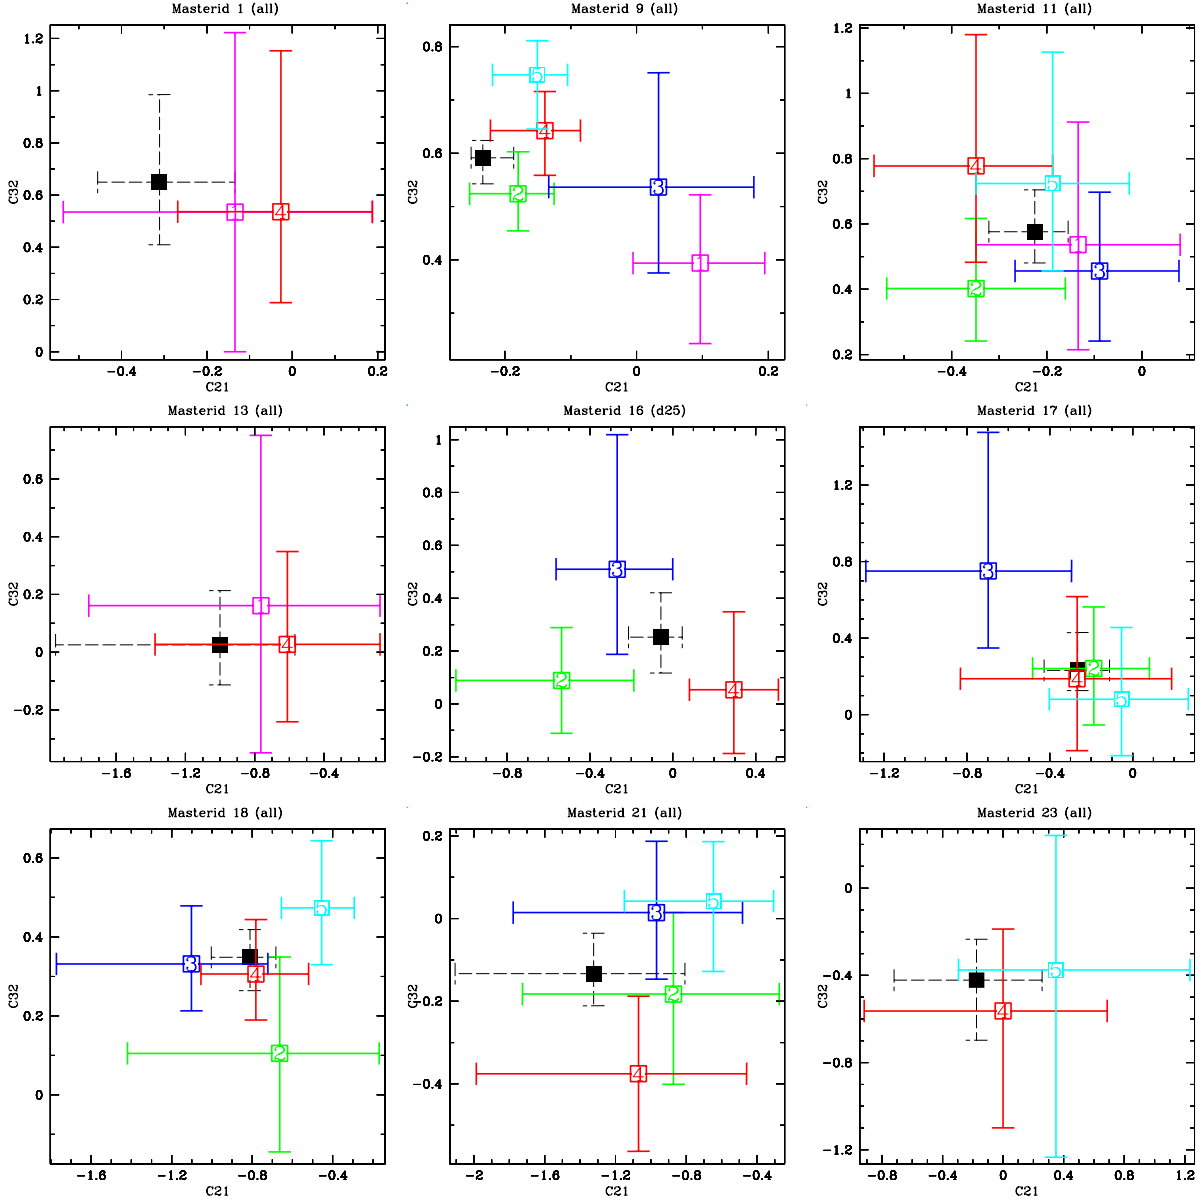 Masterid 1 (all)
C32
1.2
1
0.8
0.6
0.4
0.2
0
1
4
−0.4 −0.2 0 0.2
C21
Masterid 9 (all)
C32
0.8
0.6
0.4
5
4
2
3
1
−0.2 0 0.2
C21
Masterid 11 (all)
C32
1.2
1
0.8
0.6
0.4
0.2
4
5
1
3
2
−0.4 −0.2 0
C21
Masterid 13 (all)
C32
0.6
0.4
0.2
0
−0.2
1
4
−1.6 −1.2 −0.8 −0.4
C21
Masterid 16 (d25)
C32
1
0.8
0.6
0.4
0.2
0
−0.2
3
2
4
−0.8 −0.4 0 0.4
C21
Masterid 17 (all)
C32
1.2
0.8
0.4
0
3
2
4
5
−1.2 −0.8 −0.4 0
C21
Masterid 18 (all)
C32
0.6
0.4
0.2
0
5
3
4
2
−1.6 −1.2 −0.8 −0.4
C21
Masterid 21 (all)
C32
0.2
0
−0.2
−0.4
5
3
2
4
−2 −1.6 −1.2 −0.8 −0.4
C21
Masterid 23 (all)
C32
0
−0.4
−0.8
−1.2
5
4
−0.8 −0.4 0 0.4 0.8 1.2
C21